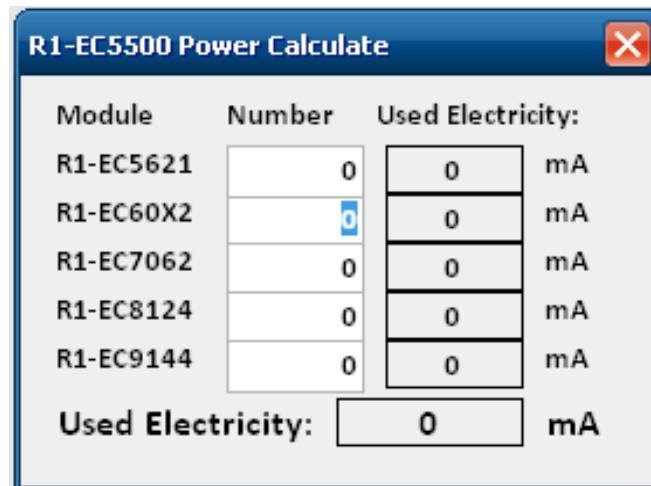 R1-EC5500 Power Calculate
Module Number Used Electricity:
R1-EC5621 0 0 mA
R1-EC60X2 0 0 mA
R1-EC7062 0 0 mA
R1-EC8124 0 0 mA
R1-EC9144 0 0 mA
Used Electricity: 0 mA